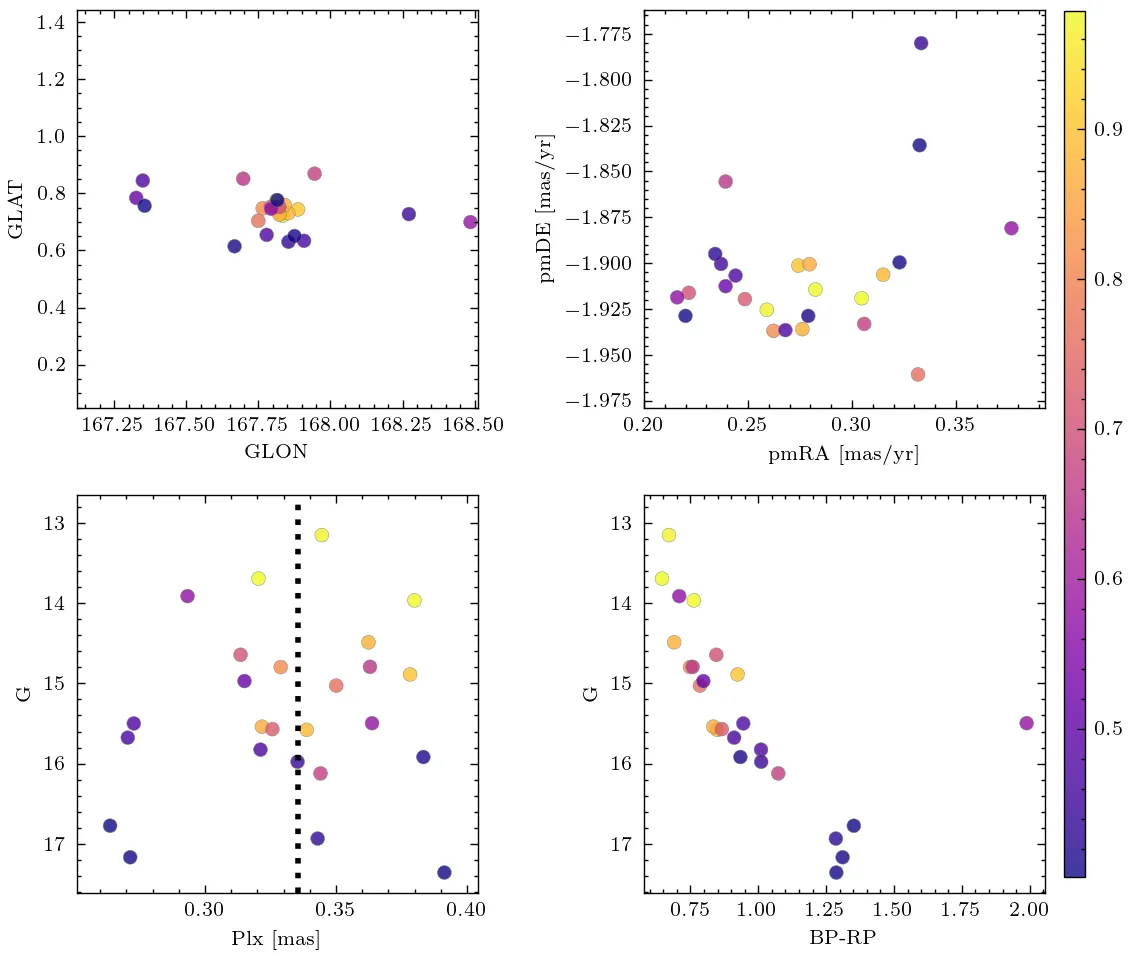 1.4
1.2
1.0
0.8
0.6
0.4
0.2
GLAT
167.25 167.50 167.75 168.00 168.25 168.50
GLON
−1.775
−1.800
−1.825
−1.850
−1.875
−1.900
−1.925
−1.950
−1.975
pmDE [mas/yr]
0.20 0.25 0.30 0.35
pmRA [mas/yr]
0.9
0.8
0.7
0.6
0.5
13
14
15
16
17
G
0.30 0.35 0.40
Plx [mas]
13
14
15
16
17
G
0.75 1.00 1.25 1.50 1.75 2.00
BP-RP